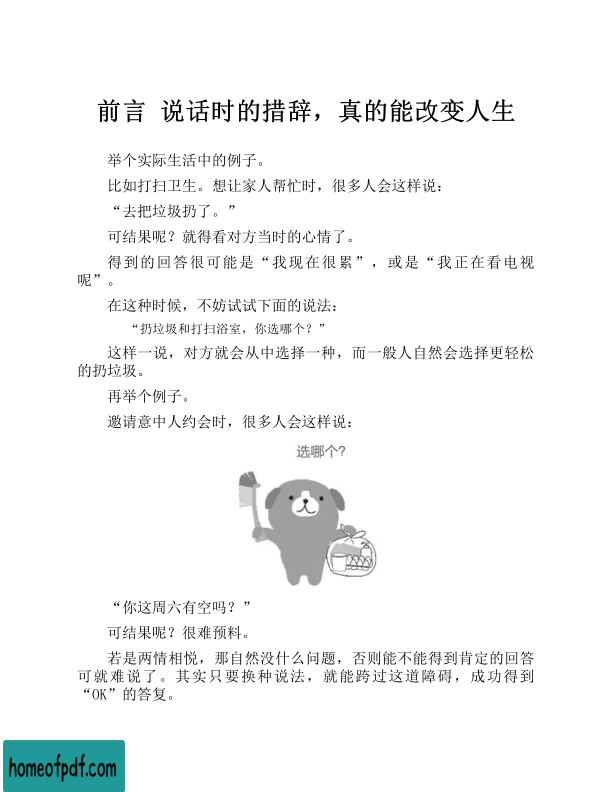 前言 说话时的措辞，真的能改变人生
举个实际生活中的例子。
比如打扫卫生。想让家人帮忙时，很多人会这样说：
“去把垃圾扔了。”
可结果呢？就得看对方当时的心情了。
得到的回答很可能是“我现在很累”，或是“我正在看电视
呢”。
在这种时候，不妨试试下面的说法：
“扔垃圾和打扫浴室，你选哪个？”
这样一说，对方就会从中选择一种，而一般人自然会选择更轻松
的扔垃圾。
再举个例子。
邀请意中人约会时，很多人会这样说：
选哪个？
“你这周六有空吗？”
可结果呢？很难预料。
若是两情相悦，那自然没什么问题，否则能不能得到肯定的回答
可就难说了。其实只要换种说法，就能跨过这道障碍，成功得到
“OK”的答复。
homeofpdf.com